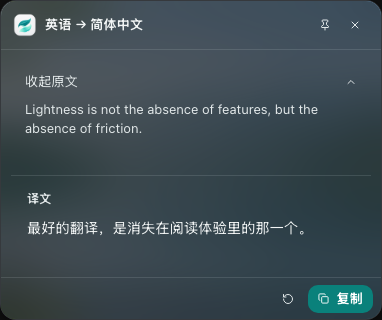 英语 → 简体中文
收起原文
Lightness is not the absence of features, but the
absence of friction.
译文
最好的翻译，是消失在阅读体验里的那一个。
复制